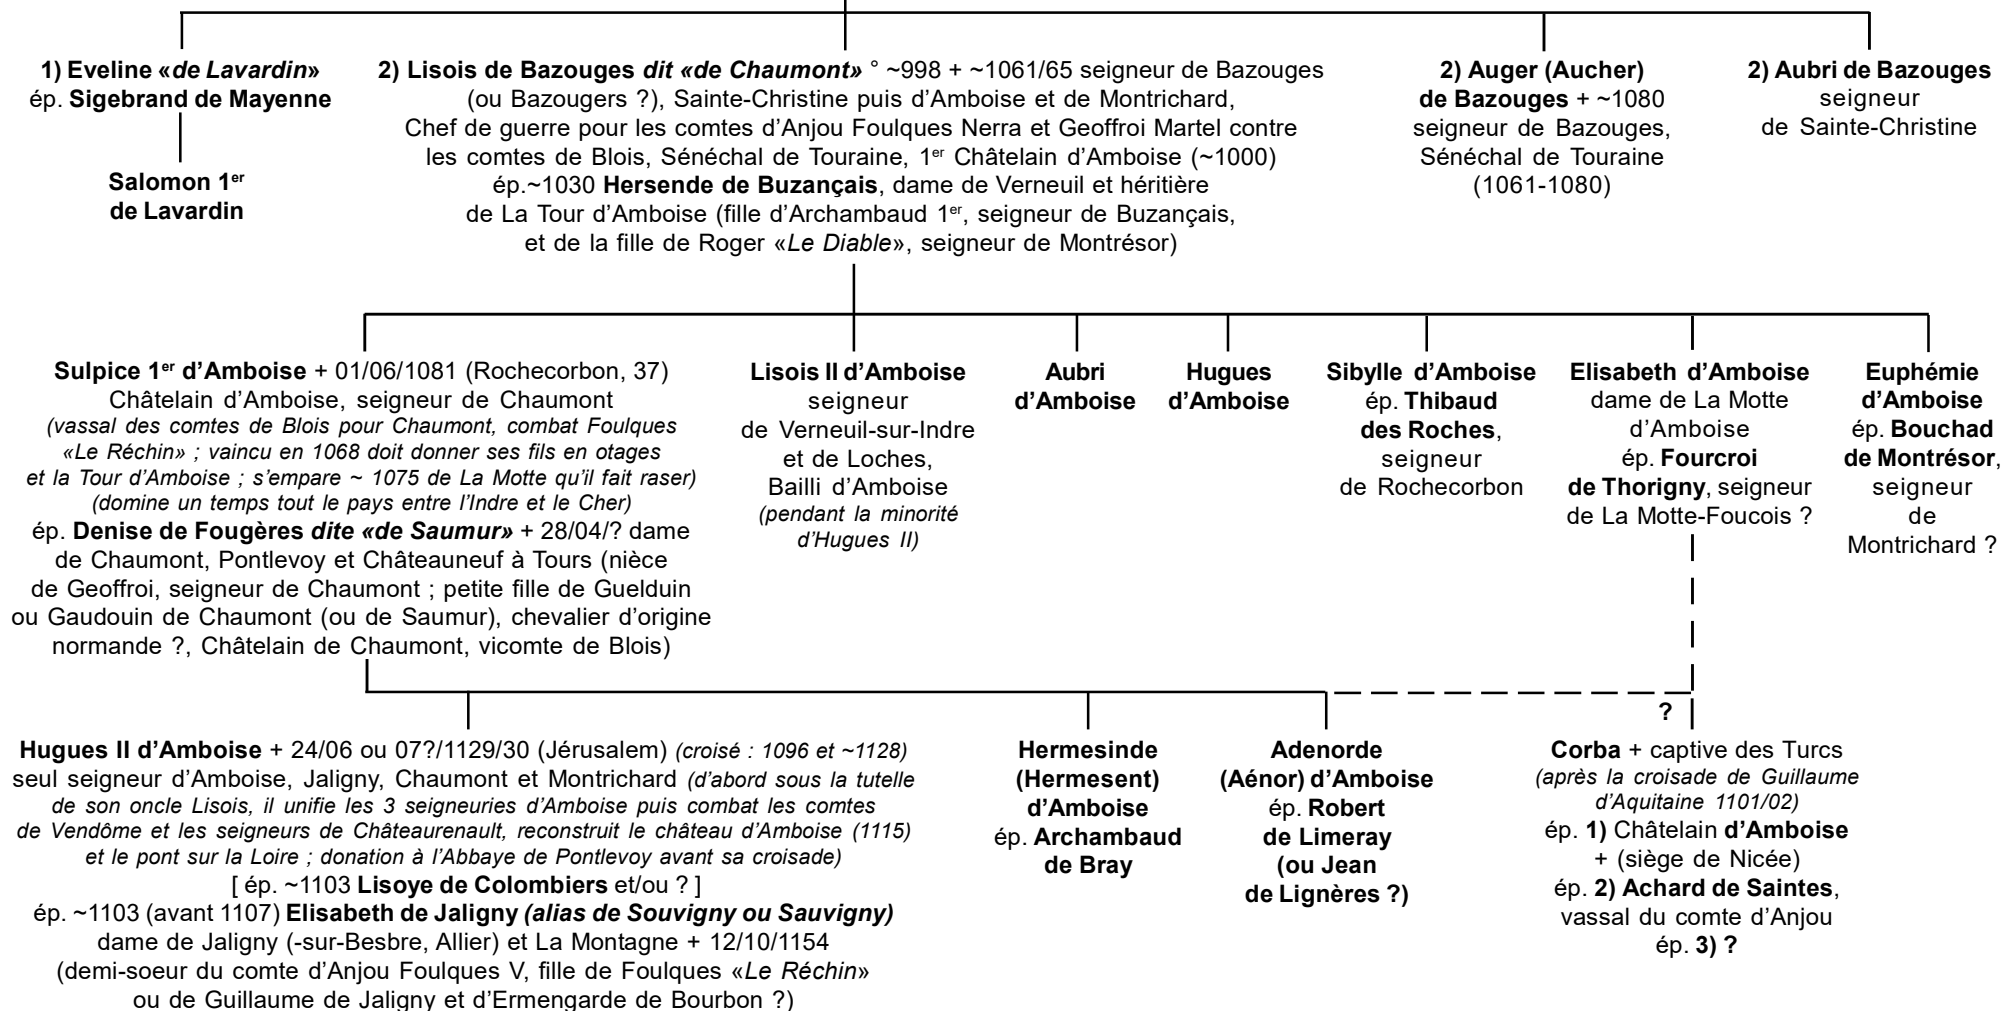 1) Eveline «de Lavardin»
ép. Sigebrand de Mayenne
Salomon 1er
de Lavardin
2) Lisois de Bazouges dit «de Chaumont» ° ~998 + ~1061/65 seigneur de Bazouges
(ou Bazougers ?), Sainte-Christine puis d’Amboise et de Montrichard,
Chef de guerre pour les comtes d’Anjou Foulques Nerra et Geoffroi Martel contre
les comtes de Blois, Sénéchal de Touraine, 1er Châtelain d’Amboise (~1000)
ép.~1030 Hersende de Buzançais, dame de Verneuil et héritière
de La Tour d’Amboise (fille d’Archambaud 1er, seigneur de Buzançais,
et de la fille de Roger «Le Diable», seigneur de Montrésor)
2) Auger (Aucher)
de Bazouges + ~1080
seigneur de Bazouges,
Sénéchal de Touraine
(1061-1080)
2) Aubri de Bazouges
seigneur
de Sainte-Christine
Sulpice 1er d’Amboise + 01/06/1081 (Rochecorbon, 37)
Châtelain d’Amboise, seigneur de Chaumont
(vassal des comtes de Blois pour Chaumont, combat Foulques
«Le Réchin» ; vaincu en 1068 doit donner ses fils en otages
et la Tour d’Amboise ; s’empare ~ 1075 de La Motte qu’il fait raser)
(domine un temps tout le pays entre l’Indre et le Cher)
ép. Denise de Fougères dite «de Saumur» + 28/04/? dame
de Chaumont, Pontlevoy et Châteauneuf à Tours (nièce
de Geoffroi, seigneur de Chaumont ; petite fille de Guelduin
ou Gaudouin de Chaumont (ou de Saumur), chevalier d’origine
normande ?, Châtelain de Chaumont, vicomte de Blois)
Lisois II d’Amboise
seigneur
de Verneuil-sur-Indre
et de Loches,
Bailli d’Amboise
(pendant la minorité
d’Hugues II)
Aubri
d’Amboise
Hugues
d’Amboise
Sibylle d’Amboise
ép. Thibaud
des Roches,
seigneur
de Rochecorbon
Elisabeth d’Amboise
dame de La Motte
d’Amboise
ép. Fourcroi
de Thorigny, seigneur
de La Motte-Foucois ?
Euphémie
d’Amboise
ép. Bouchad
de Montrésor,
seigneur
de
Montrichard ?
Hugues II d’Amboise + 24/06 ou 07?/1129/30 (Jérusalem) (croisé : 1096 et ~1128)
seul seigneur d’Amboise, Jaligny, Chaumont et Montrichard (d’abord sous la tutelle
de son oncle Lisois, il unifie les 3 seigneuries d’Amboise puis combat les comtes
de Vendôme et les seigneurs de Châteaurenault, reconstruit le château d’Amboise (1115)
et le pont sur la Loire ; donation à l’Abbaye de Pontlevoy avant sa croisade)
[ ép. ~1103 Lisoye de Colombiers et/ou ? ]
ép. ~1103 (avant 1107) Elisabeth de Jaligny (alias de Souvigny ou Sauvigny)
dame de Jaligny (-sur-Besbre, Allier) et La Montagne + 12/10/1154
(demi-soeur du comte d’Anjou Foulques V, fille de Foulques «Le Réchin»
ou de Guillaume de Jaligny et d’Ermengarde de Bourbon ?)
Hermesinde
(Hermesent)
d’Amboise
ép. Archambaud
de Bray
Adenorde
(Aénor) d’Amboise
ép. Robert
de Limeray
(ou Jean
de Lignères ?)
?
Corba + captive des Turcs
(après la croisade de Guillaume
d’Aquitaine 1101/02)
ép. 1) Châtelain d’Amboise
+ (siège de Nicée)
ép. 2) Achard de Saintes,
vassal du comte d’Anjou
ép. 3) ?